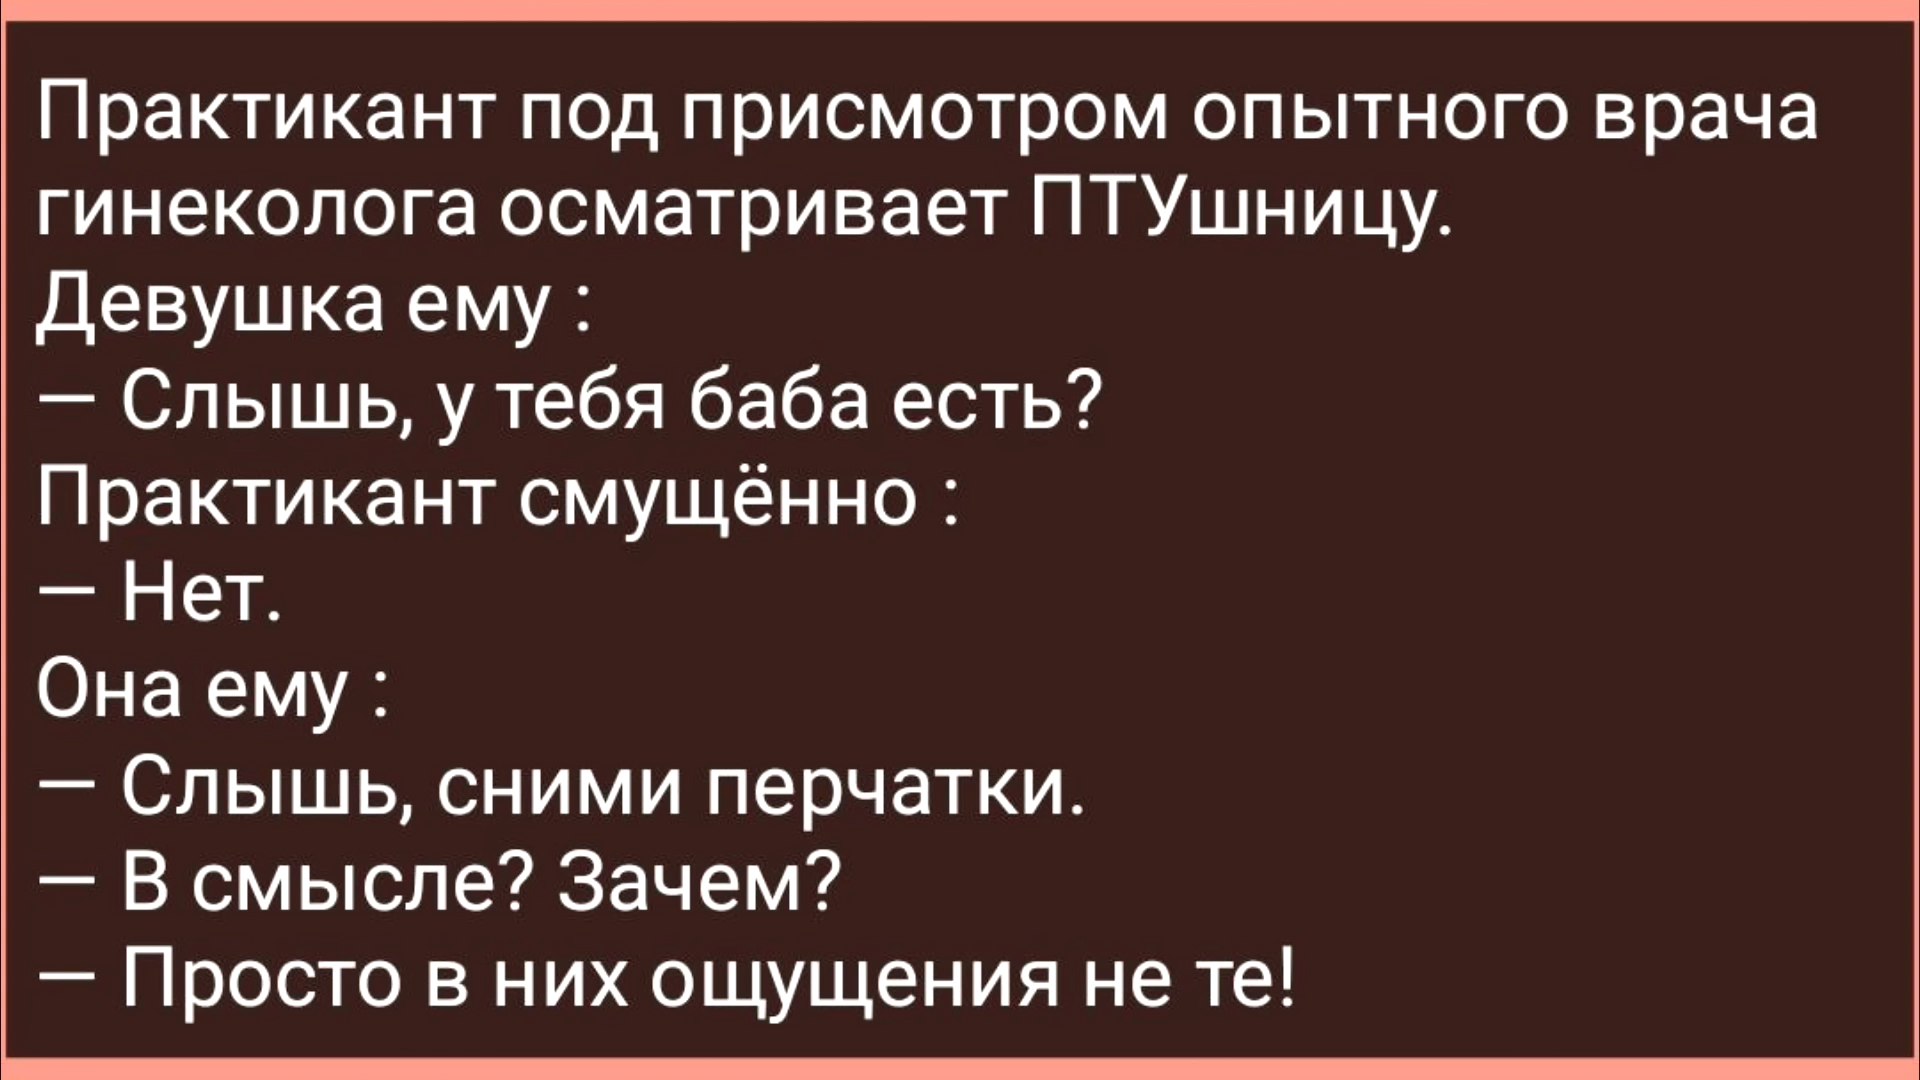 Практикант под присмотром опытного врача
гинеколога осматривает ПТУшницу.
Девушка ему :
— Слышь, у тебя баба есть?
Практикант смущённо :
— Нет.
Она ему :
— Слышь, сними перчатки.
— В смысле? Зачем?
— Просто в них ощущения не те!